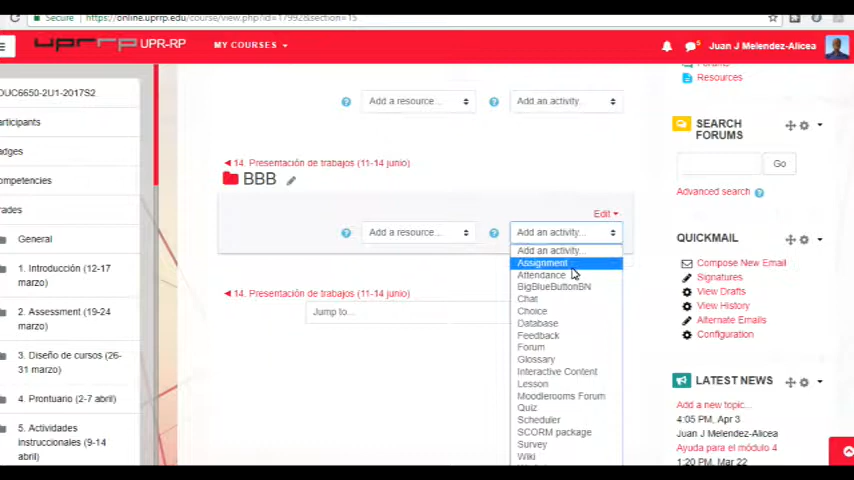 Secure https://online.uprrp.edu/course/view.php?id=17992&section=15
uprrp UPR-RP MY COURSES Juan J Melendez-Alicea
DUC6650-2U1-2017S2
articipants
adges
ompetencies
rades
General
1. Introducción (12-17
marzo)
2. Assessment (19-24
marzo)
3. Diseño de cursos (26-
31 marzo)
4. Prontuario (2-7 abril)
5. Actividades
instruccionales (9-14
abril)
Add a resource... Add an activity...
14. Presentación de trabajos (11-14 junio)
BBB
Edit
Add a resource... Add an activity...
Add an activity...
Assignment
Attendance
BigBlueButtonBN
Chat
Choice
Database
Feedback
Forum
Glossary
Interactive Content
Lesson
Moodlerooms Forum
Quiz
Scheduler
SCORM package
Survey
Wiki
14. Presentación de trabajos (11-14 junio)
Jump to...
Forums
Resources
SEARCH
FORUMS
Go
Advanced search
QUICKMAIL
Compose New Email
Signatures
View Drafts
View History
Alternate Emails
Configuration
LATEST NEWS
Add a new topic...
4:05 PM, Apr 3
Juan J Melendez-Alicea
Ayuda para el módulo 4
1:20 PM, Mar 22